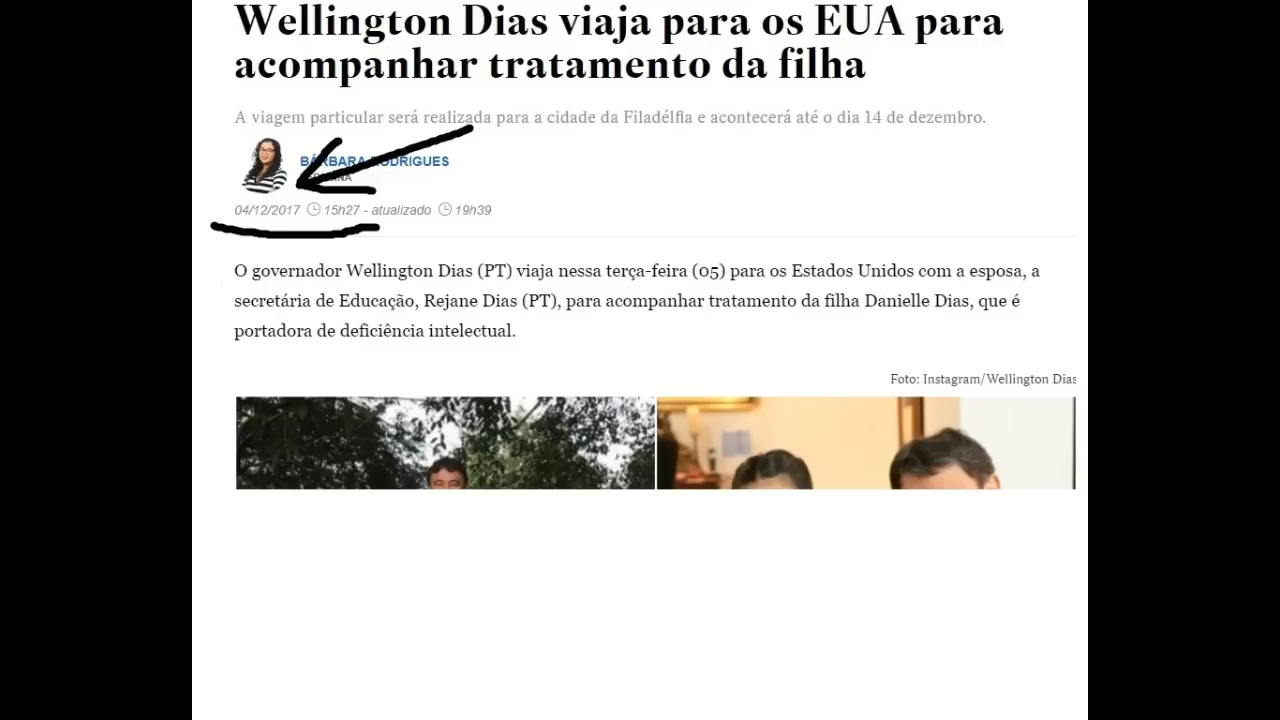 Wellington Dias viaja para os EUA para
acompanhar tratamento da filha
A viagem particular será realizada para a cidade da Filadélfia e acontecerá até o dia 14 de dezembro.
BÁRBARA RODRIGUES
04/12/2017 15h27 - atualizado 19h39
O governador Wellington Dias (PT) viaja nessa terça-feira (05) para os Estados Unidos com a esposa, a
secretária de Educação, Rejane Dias (PT), para acompanhar tratamento da filha Danielle Dias, que é
portadora de deficiência intelectual.
Foto: Instagram/Wellington Dias